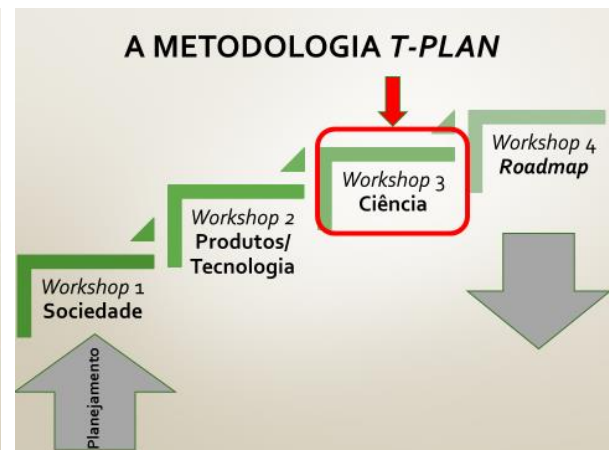 A METODOLOGIA T-PLAN
Workshop 4
Roadmap
Workshop 3
Ciência
Workshop 2
Produtos/
Tecnologia
Workshop 1
Sociedade
Planejamento